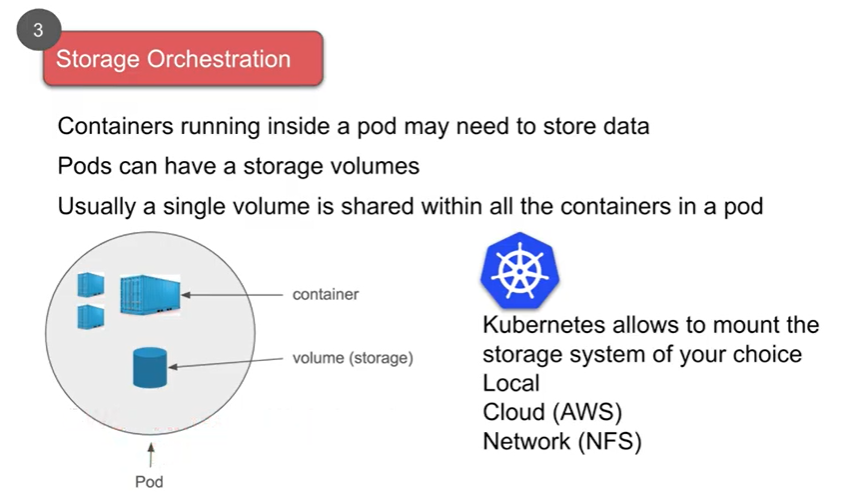 3
Storage Orchestration
Containers running inside a pod may need to store data
Pods can have a storage volumes
Usually a single volume is shared within all the containers in a pod
container
volume (storage)
Pod
Kubernetes allows to mount the
storage system of your choice
Local
Cloud (AWS)
Network (NFS)